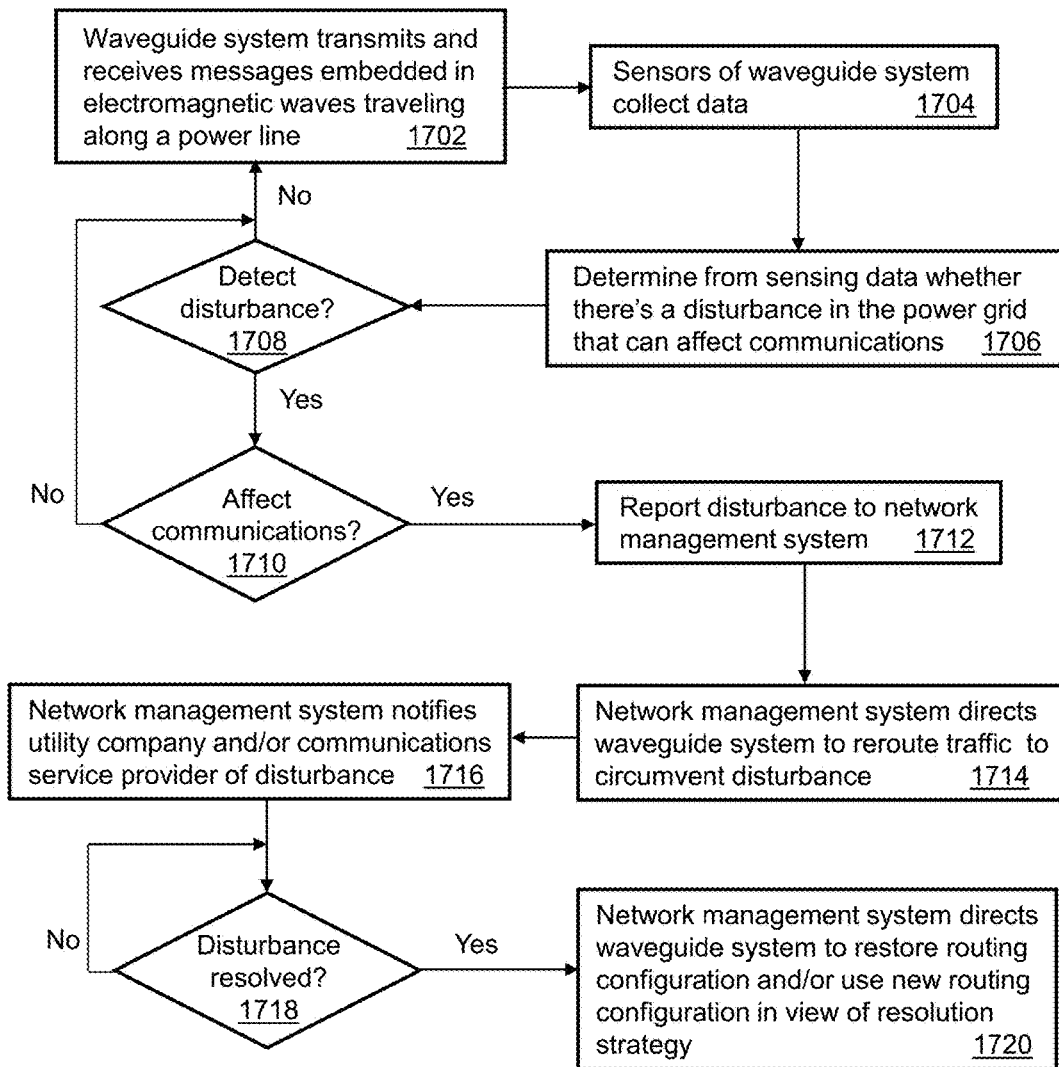 Waveguide system transmits and
receives messages embedded in
electromagnetic waves traveling
along a power line 1702
Sensors of waveguide system
collect data 1704
No
Detect
disturbance?
1708
Determine from sensing data whether
there's a disturbance in the power grid
that can affect communications 1706
Yes
No
Affect
communications?
1710
Yes
Report disturbance to network
management system 1712
Network management system notifies
utility company and/or communications
service provider of disturbance 1716
Network management system directs
waveguide system to reroute traffic to
circumvent disturbance 1714
No
Disturbance
resolved?
1718
Yes
Network management system directs
waveguide system to restore routing
configuration and/or use new routing
configuration in view of resolution
strategy 1720